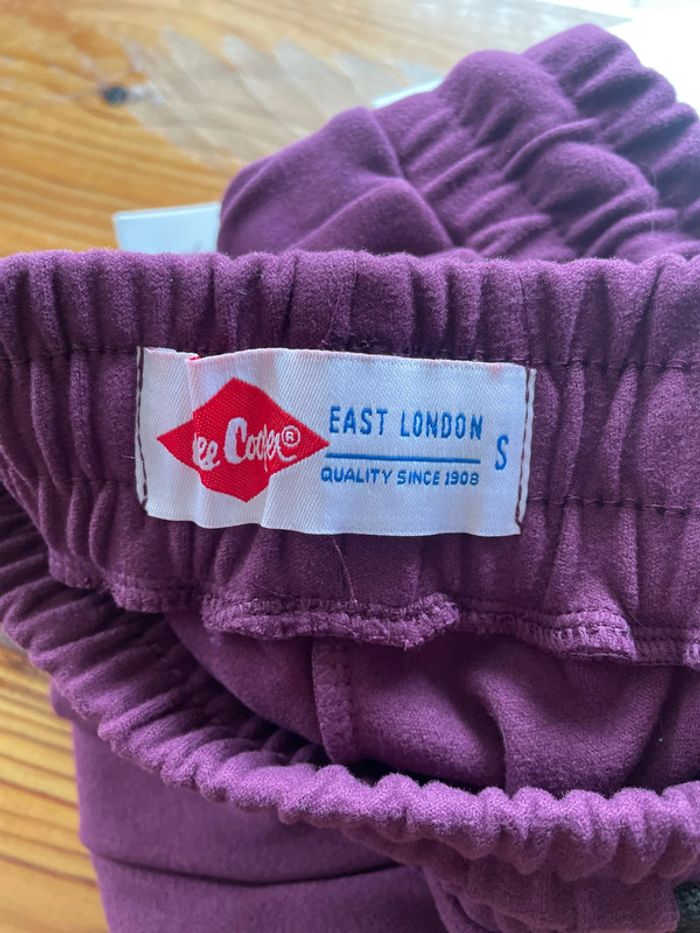 Lee Cooper®
EAST LONDON
QUALITY SINCE 1908
S